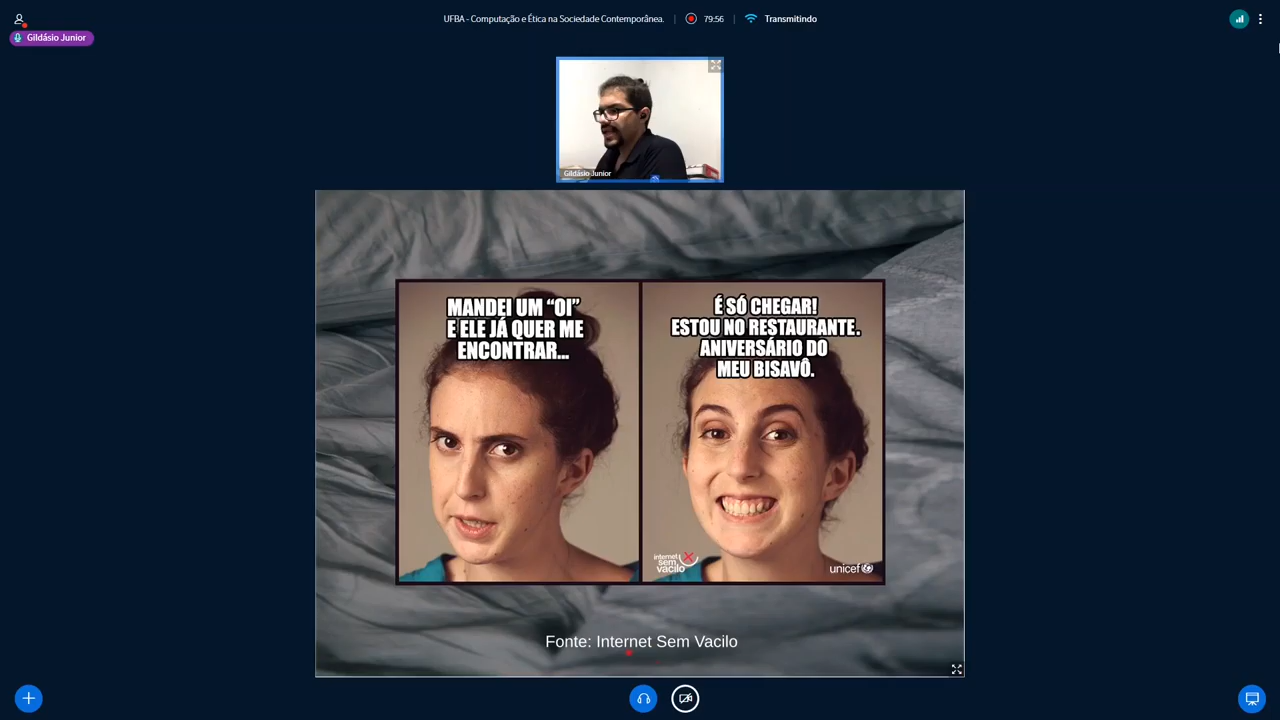 UFBA - Computação e Ética na Sociedade Contemporânea.
79:56
Transmitindo
Gildásio Junior
Gildásio Junior
MANDEI UM “OI”
E ELE JÁ QUER ME
ENCONTRAR...
É SÓ CHEGAR!
ESTOU NO RESTAURANTE.
ANIVERSÁRIO DO
MEU BISAVÔ.
internet
sem
vacilo
unicef
Fonte: Internet Sem Vacilo